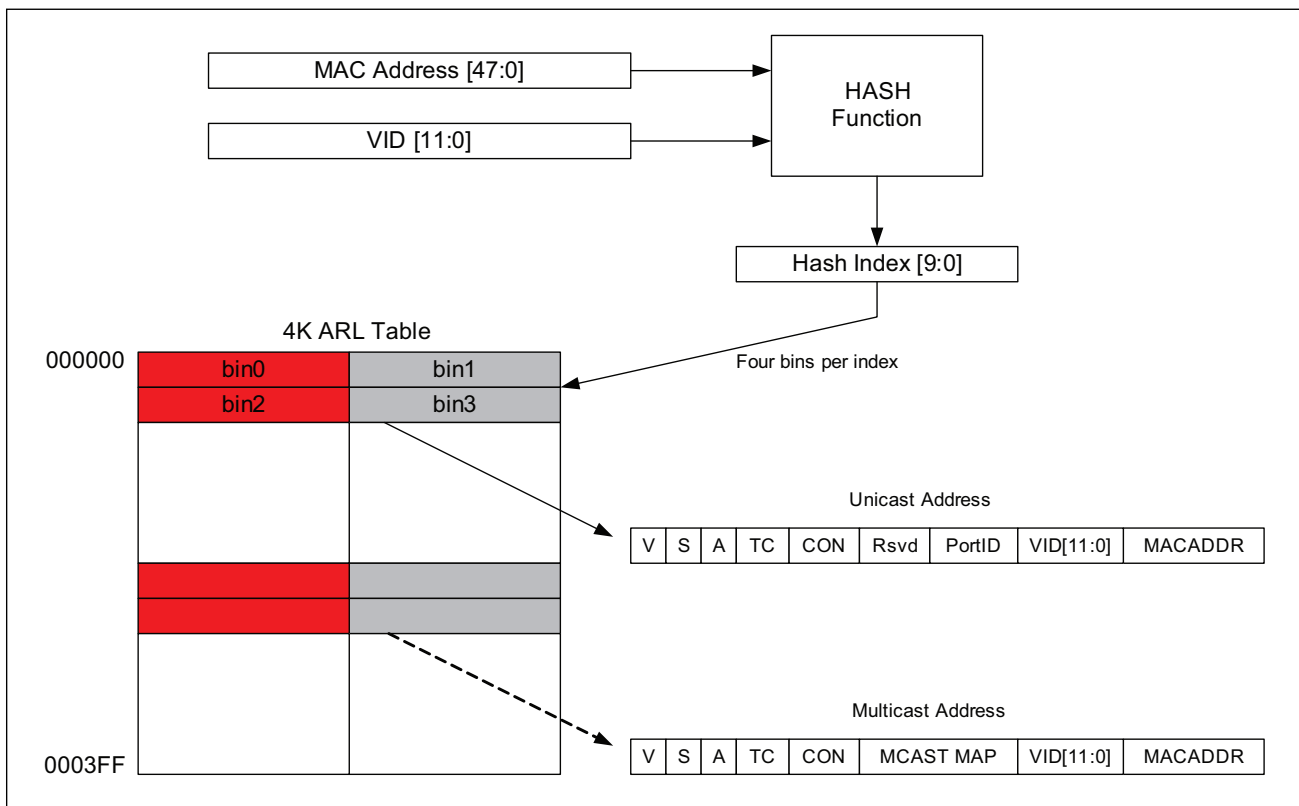 MAC Address [47:0]
VID [11:0]
HASH
Function
Hash Index [9:0]
4K ARL Table
000000
bin0
bin1
Four bins per index
bin2
bin3
Unicast Address
V S A TC CON Rsvd PortID VID[11:0] MACADDR
Multicast Address
V S A TC CON MCAST MAP VID[11:0] MACADDR
0003FF